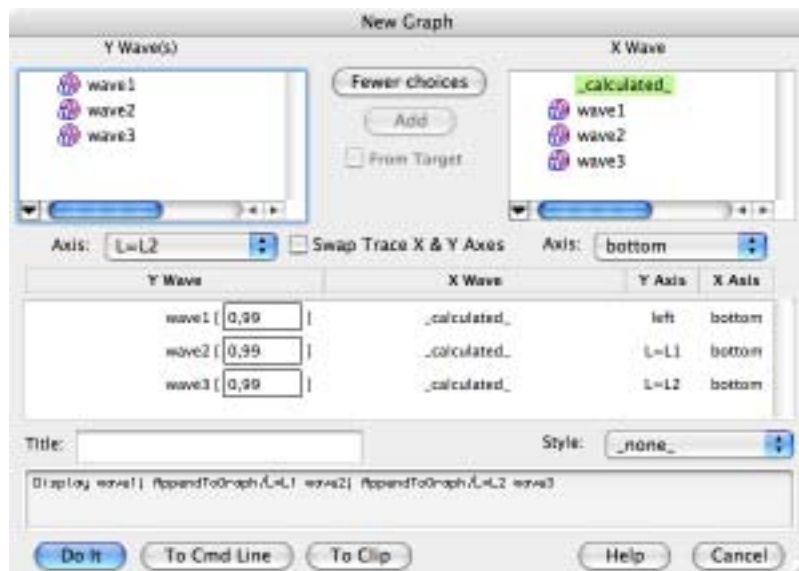 New Graph
Y Wave(s)
X Wave
wave1
wave2
wave3
Fewer choices
Add
From Target
_calculated_
wave1
wave2
wave3
Axis: L=L2
Swap Trace X & Y Axes
Axis: bottom
Y Wave X Wave Y Axis X Axis
wave1 [ 0,99 ] _calculated_ left bottom
wave2 [ 0,99 ] _calculated_ L=L1 bottom
wave3 [ 0,99 ] _calculated_ L=L2 bottom
Title:
Style: _none_
Display wave1; AppendToGraph/L=L1 wave2; AppendToGraph/L=L2 wave3
Do It To Cmd Line To Clip Help Cancel